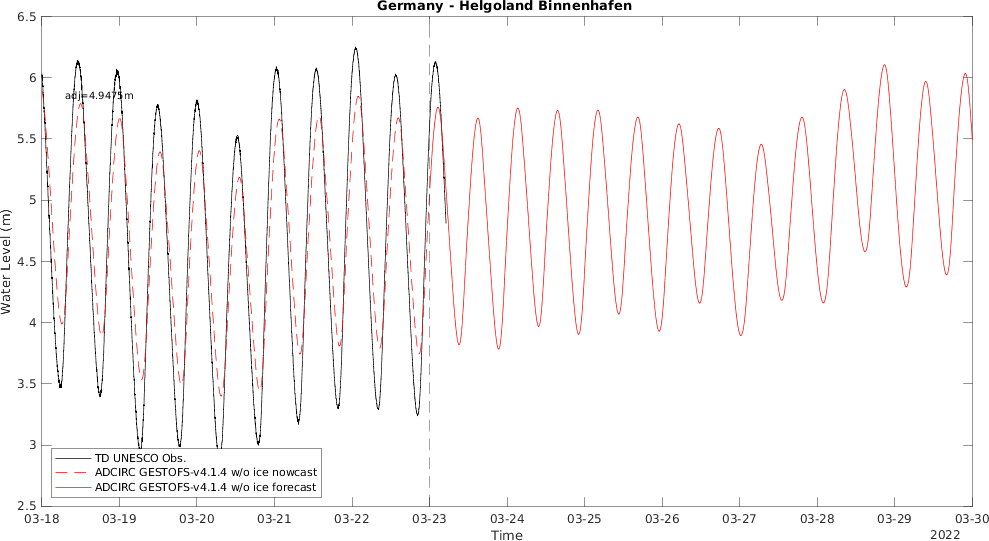 Germany - Helgoland Binnenhafen
6.5
6
5.5
5
4.5
4
3.5
3
2.5
Water Level (m)
adj=4.9475m
TD UNESCO Obs.
ADCIRC GESTOFS-v4.1.4 w/o ice nowcast
ADCIRC GESTOFS-v4.1.4 w/o ice forecast
03-18 03-19 03-20 03-21 03-22 03-23 03-24 03-25 03-26 03-27 03-28 03-29 03-30
Time
2022